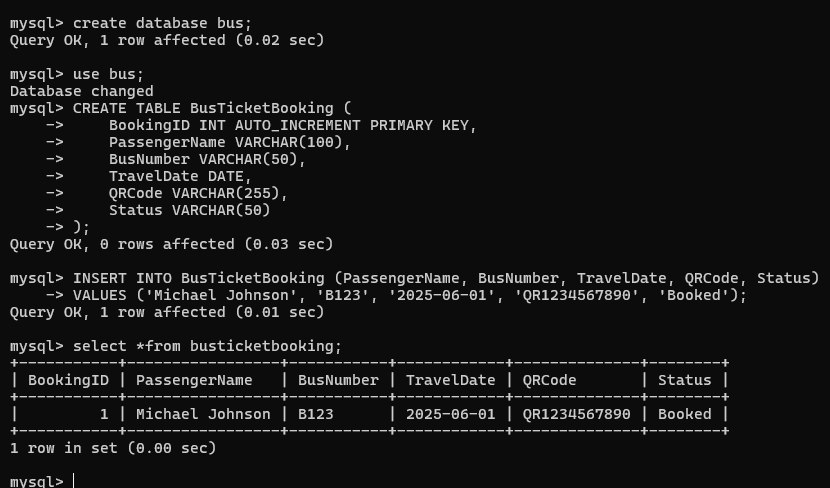 mysql> create database bus;
Query OK, 1 row affected (0.02 sec)
mysql> use bus;
Database changed
mysql> CREATE TABLE BusTicketBooking (
    ->     BookingID INT AUTO_INCREMENT PRIMARY KEY,
    ->     PassengerName VARCHAR(100),
    ->     BusNumber VARCHAR(50),
    ->     TravelDate DATE,
    ->     QRCode VARCHAR(255),
    ->     Status VARCHAR(50)
    -> );
Query OK, 0 rows affected (0.03 sec)
mysql> INSERT INTO BusTicketBooking (PassengerName, BusNumber, TravelDate, QRCode, Status)
    -> VALUES ('Michael Johnson', 'B123', '2025-06-01', 'QR1234567890', 'Booked');
Query OK, 1 row affected (0.01 sec)
mysql> select *from busticketbooking;
+-----------+-----------------+-----------+------------+--------------+--------+
| BookingID | PassengerName   | BusNumber | TravelDate | QRCode       | Status |
+-----------+-----------------+-----------+------------+--------------+--------+
|         1 | Michael Johnson | B123      | 2025-06-01 | QR1234567890 | Booked |
+-----------+-----------------+-----------+------------+--------------+--------+
1 row in set (0.00 sec)
mysql>